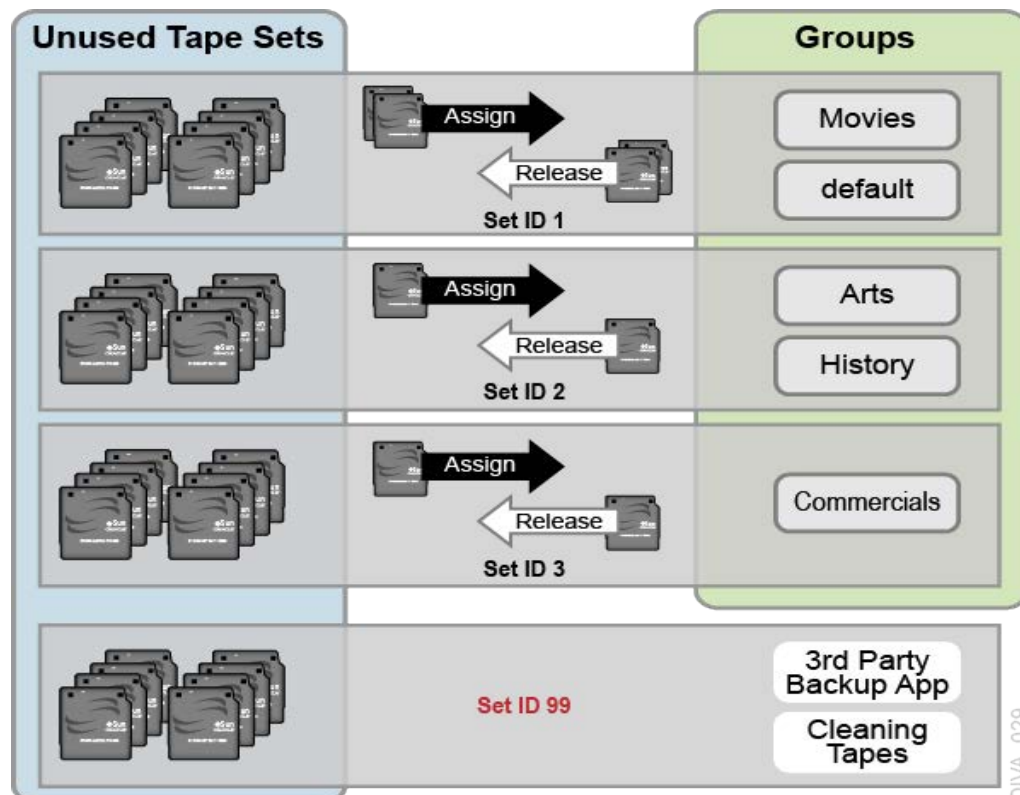 Unused Tape Sets
Groups
Assign
Release
Set ID 1
Movies
default
Assign
Release
Set ID 2
Arts
History
Assign
Release
Set ID 3
Commercials
Set ID 99
3rd Party
Backup App
Cleaning
Tapes
DIVA_029